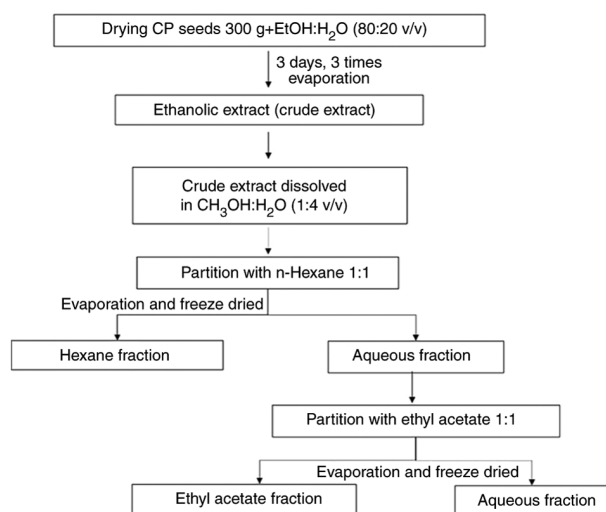 Drying CP seeds 300 g+EtOH:H₂O (80:20 v/v)
3 days, 3 times
evaporation
Ethanolic extract (crude extract)
Crude extract dissolved
in CH₃OH:H₂O (1:4 v/v)
Partition with n-Hexane 1:1
Evaporation and freeze dried
Hexane fraction
Aqueous fraction
Partition with ethyl acetate 1:1
Evaporation and freeze dried
Ethyl acetate fraction
Aqueous fraction